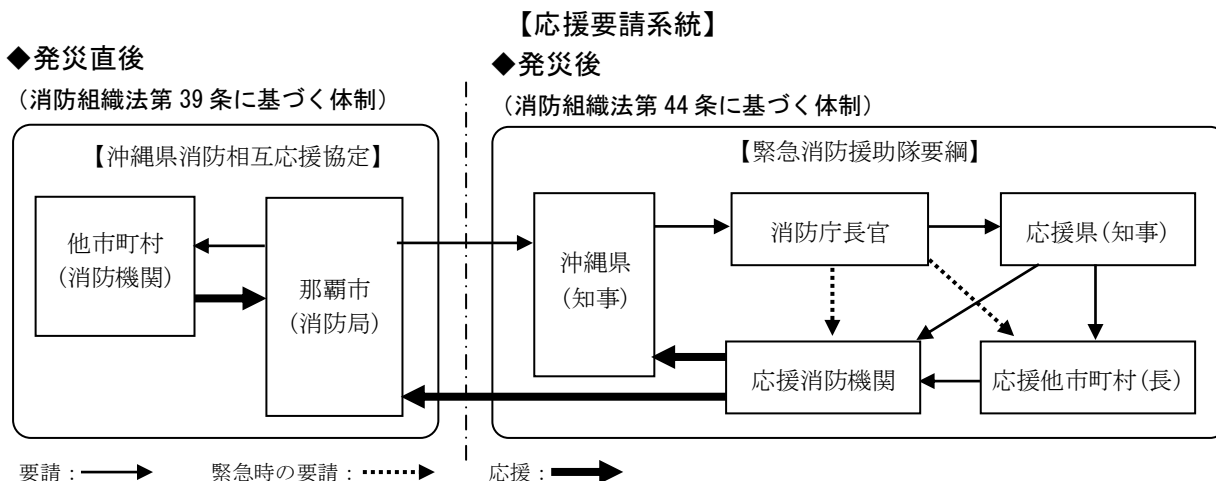 【応援要請系統】
◆発災直後
(消防組織法第 39 条に基づく体制)
【沖縄県消防相互応援協定】
他市町村
(消防機関)
那覇市
(消防局)
◆発災後
(消防組織法第 44 条に基づく体制)
【緊急消防援助隊要綱】
沖縄県
(知事)
消防庁長官
応援県(知事)
応援消防機関
応援他市町村(長)
要請：
緊急時の要請：
応援：